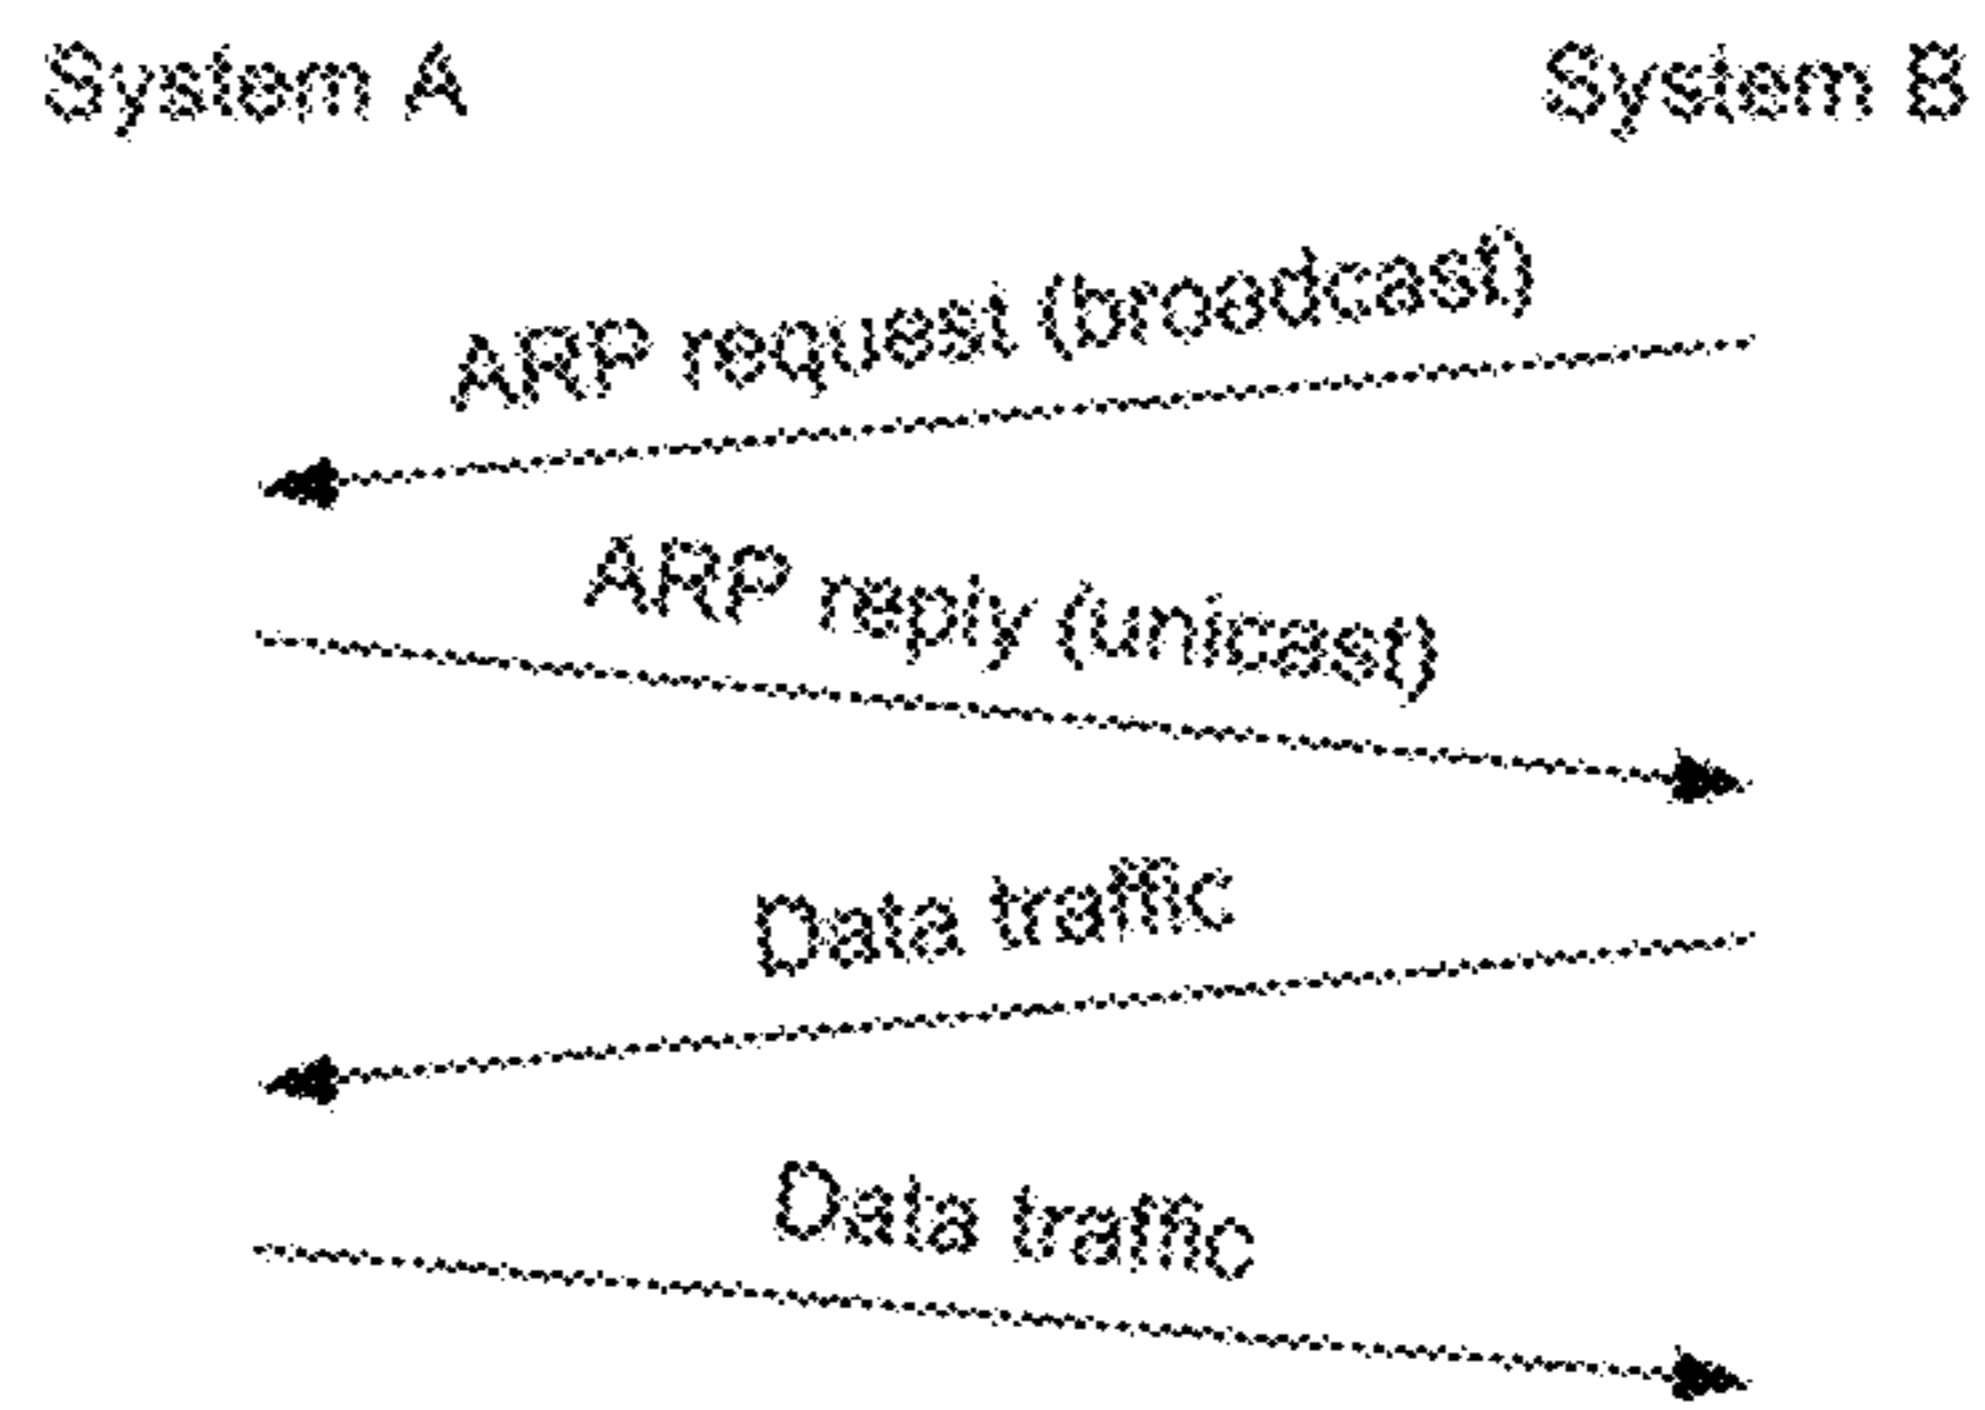 System A
System B
ARP request (broadcast)
ARP reply (unicast)
Data traffic
Data traffic